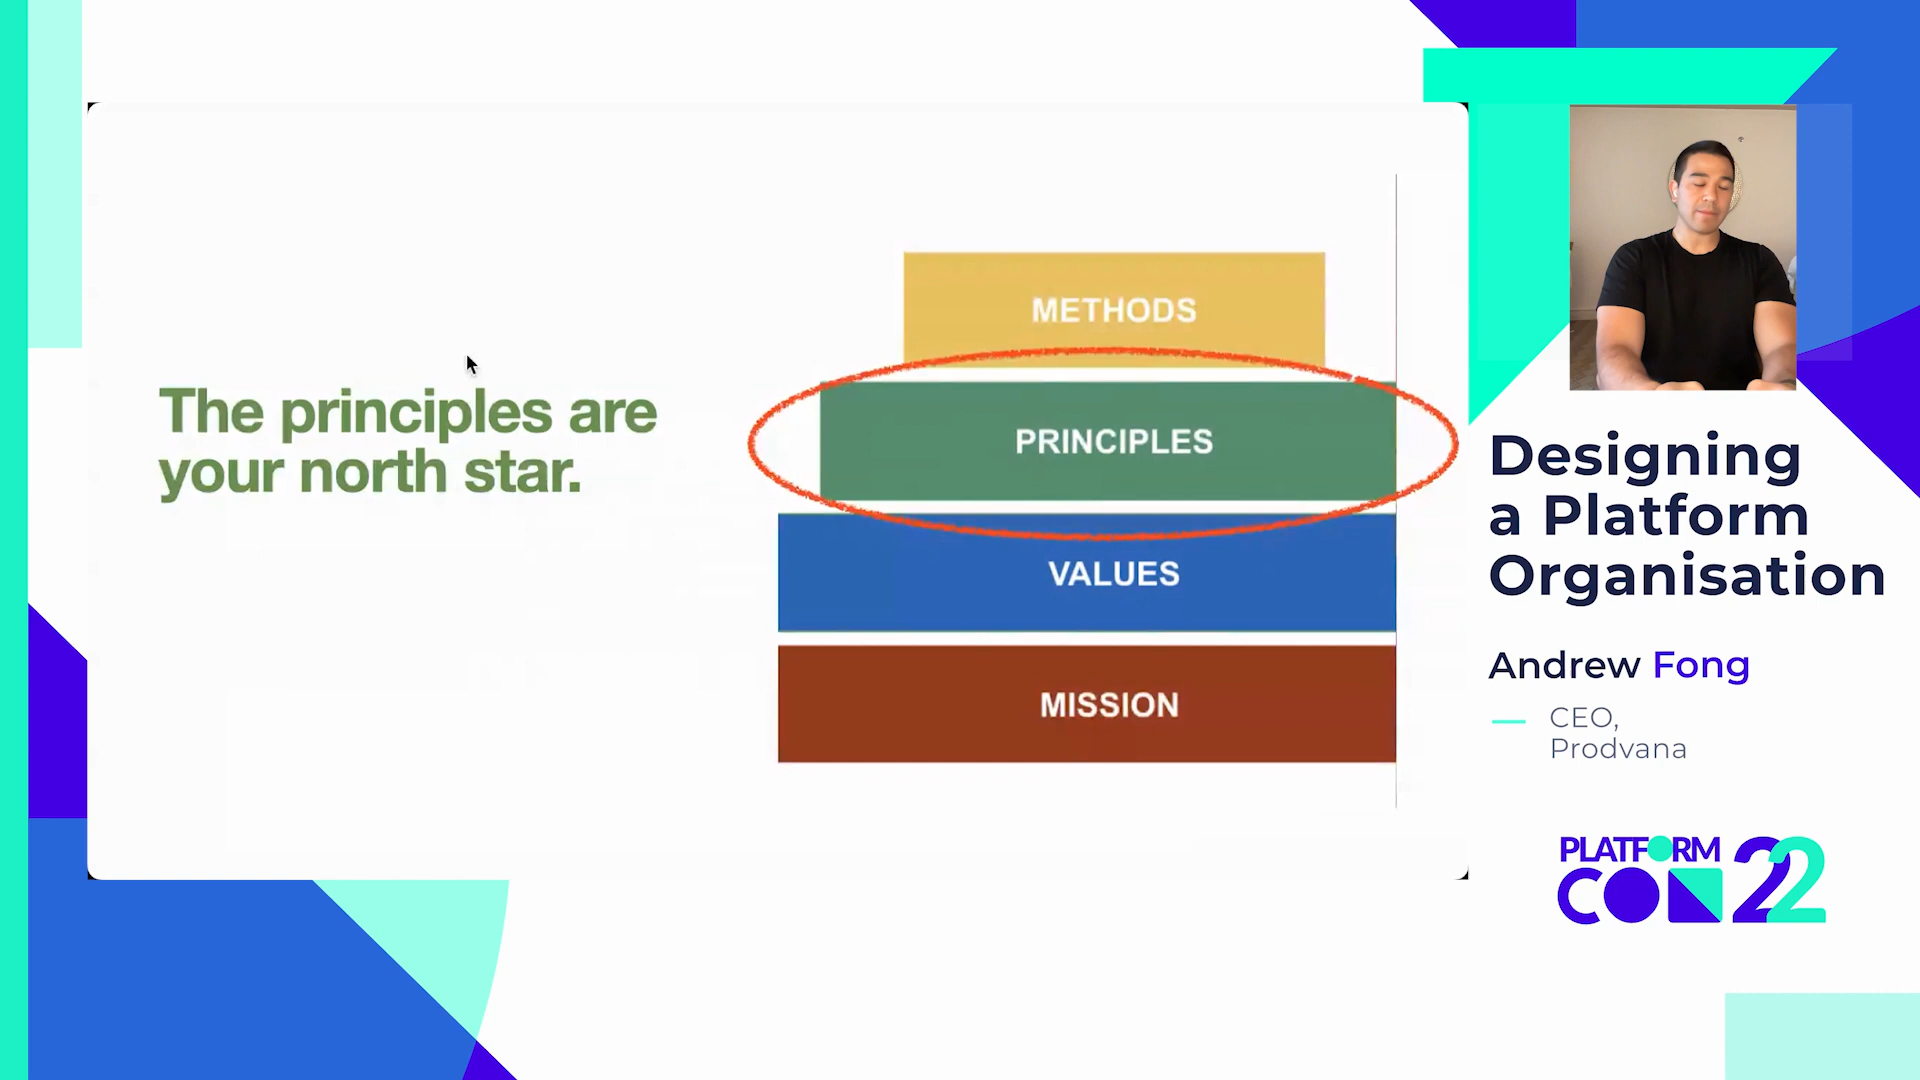 The principles are
your north star.
METHODS
PRINCIPLES
VALUES
MISSION
Designing
a Platform
Organisation
Andrew Fong
CEO,
Prodvana
PLATFORM
CON 22